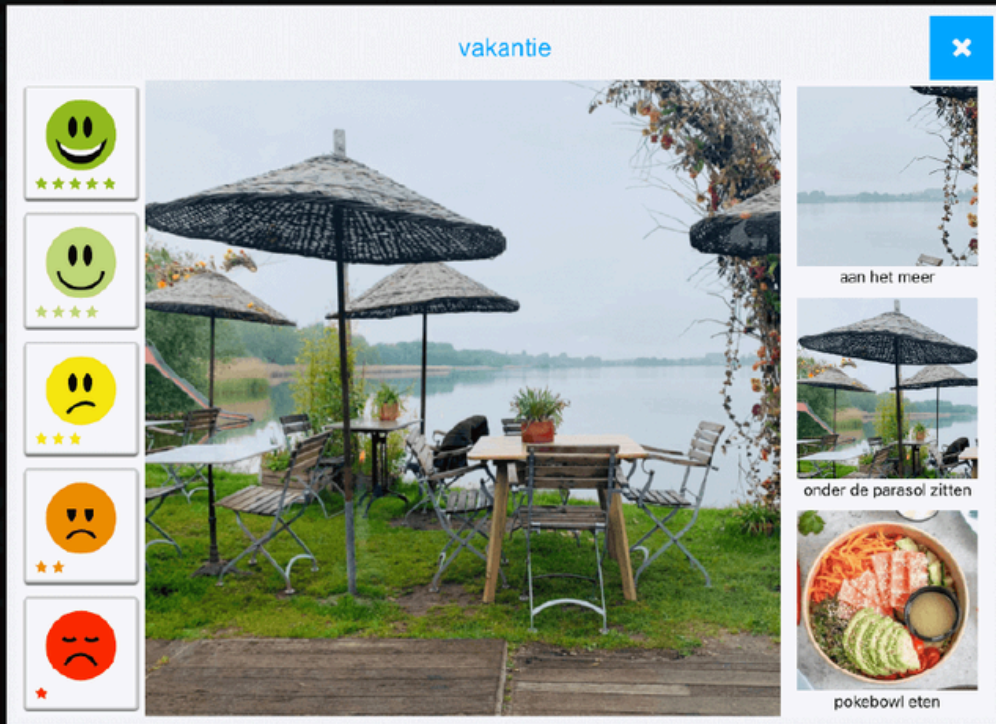 vakantie
aan het meer
onder de parasol zitten
pokebowl eten